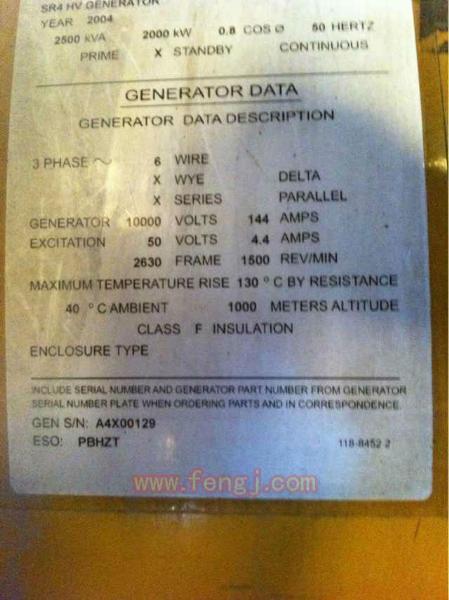 SR4 HV GENERATOR
YEAR 2004
2500 kVA 2000 kW 0.8 COS Ø 50 HERTZ
PRIME X STANDBY CONTINUOUS
GENERATOR DATA
GENERATOR DATA DESCRIPTION
3 PHASE ~ 6 WIRE
X WYE DELTA
X SERIES PARALLEL
GENERATOR 10000 VOLTS 144 AMPS
EXCITATION 50 VOLTS 4.4 AMPS
2630 FRAME 1500 REV/MIN
MAXIMUM TEMPERATURE RISE 130 °C BY RESISTANCE
40 °C AMBIENT 1000 METERS ALTITUDE
CLASS F INSULATION
ENCLOSURE TYPE
INCLUDE SERIAL NUMBER AND GENERATOR PART NUMBER FROM GENERATOR
SERIAL NUMBER PLATE WHEN ORDERING PARTS AND IN CORRESPONDENCE.
GEN S/N: A4X00129
ESO: PBHZT 118-8452 2
www.fengj.com